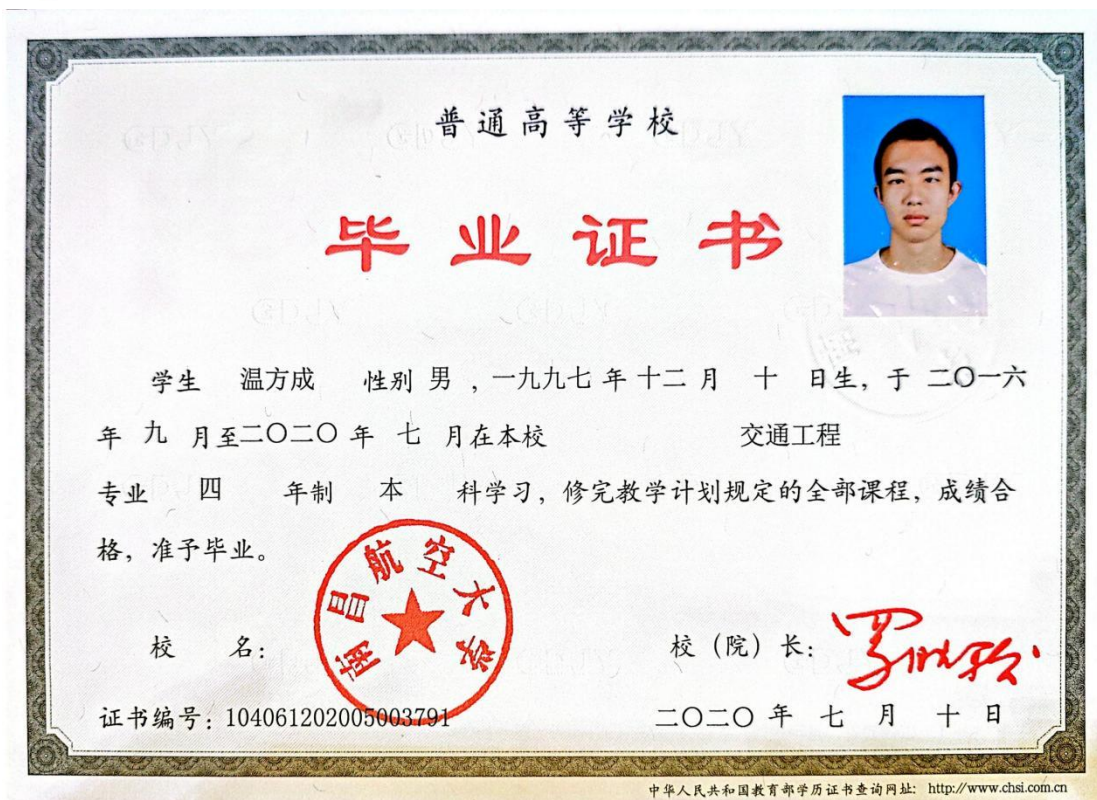 普通高等学校
毕业证书
学生 温方成 性别 男 ，一九九七 年 十二 月 十 日生，于 二〇一六
年 九 月至二〇二〇 年 七 月在本校 交通工程
专业 四 年制 本 科学习，修完教学计划规定的全部课程，成绩合
格，准予毕业。
南昌航空大学
校 名：
校（院）长：
证书编号：104061202005003791
二〇二〇 年 七 月 十 日
中华人民共和国教育部学历证书查询网址：http://www.chsi.com.cn